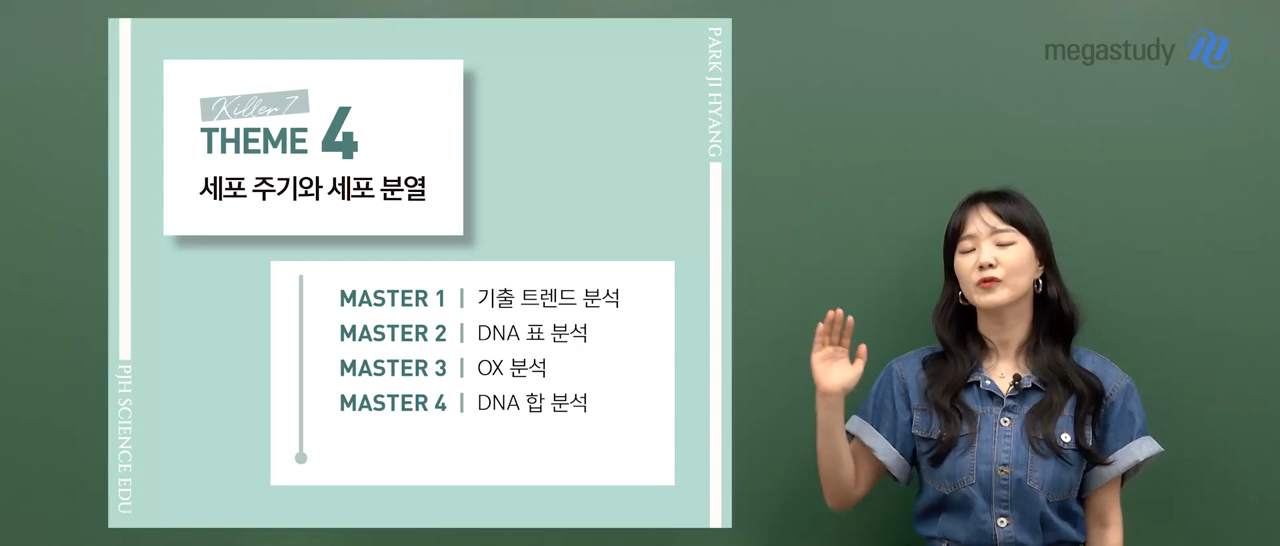 megastudy
PARK JI HYANG
Killer 7
THEME 4
세포 주기와 세포 분열
MASTER 1 | 기출 트렌드 분석
MASTER 2 | DNA 표 분석
MASTER 3 | OX 분석
MASTER 4 | DNA 합 분석
PJH SCIENCE EDU